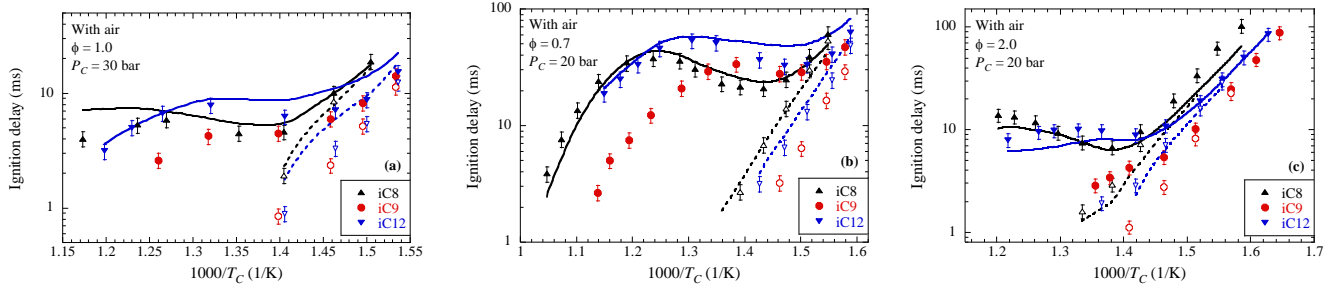 With air
ϕ = 1.0
P_C = 30 bar
Ignition delay (ms)
10
1
(a)
iC8
iC9
iC12
1.15 1.2 1.25 1.3 1.35 1.4 1.45 1.5 1.55
1000/T_C (1/K)
With air
ϕ = 0.7
P_C = 20 bar
Ignition delay (ms)
100
10
1
(b)
iC8
iC9
iC12
1 1.1 1.2 1.3 1.4 1.5 1.6
1000/T_C (1/K)
With air
ϕ = 2.0
P_C = 20 bar
Ignition delay (ms)
100
10
1
(c)
iC8
iC9
iC12
1.1 1.2 1.3 1.4 1.5 1.6 1.7
1000/T_C (1/K)